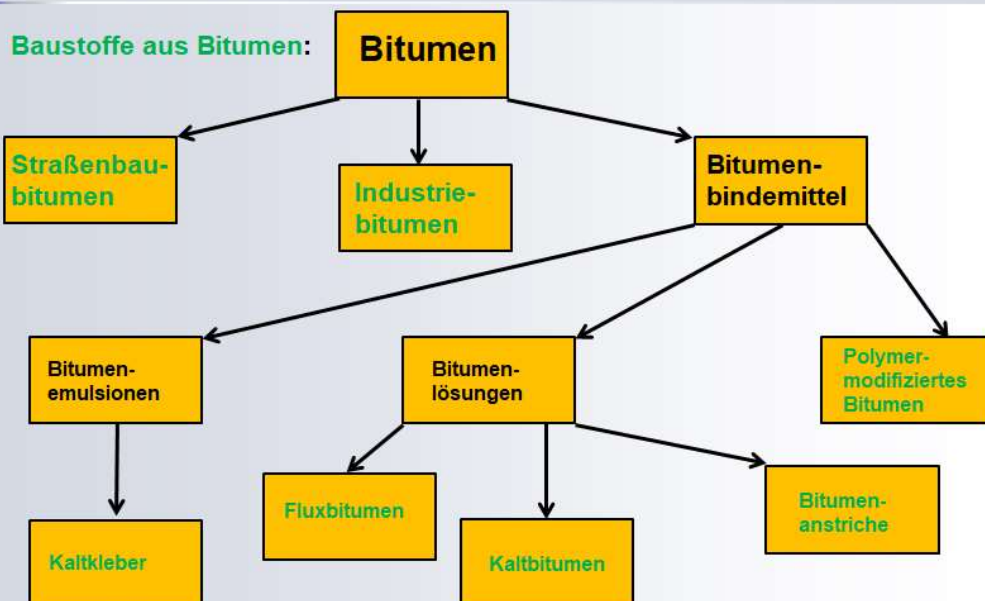 Baustoffe aus Bitumen:
Bitumen
Straßenbau-
bitumen
Industrie-
bitumen
Bitumen-
bindemittel
Bitumen-
emulsionen
Bitumen-
lösungen
Polymer-
modifiziertes
Bitumen
Kaltkleber
Fluxbitumen
Kaltbitumen
Bitumen-
anstriche